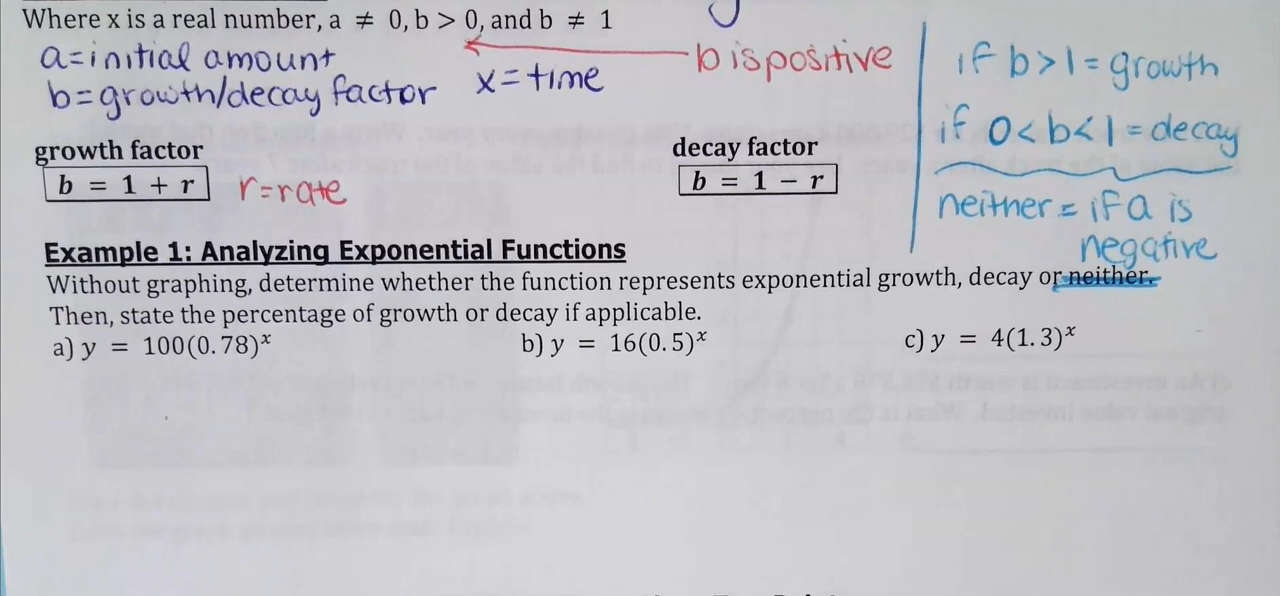 Where x is a real number, a ≠ 0, b > 0, and b ≠ 1
a=initial amount
b=growth/decay factor x=time
b is positive
if b>1=growth
if 0<b<1=decay
neither = if a is
negative
growth factor
b = 1 + r
r=rate
decay factor
b = 1 − r
Example 1: Analyzing Exponential Functions
Without graphing, determine whether the function represents exponential growth, decay or neither.
Then, state the percentage of growth or decay if applicable.
a) y = 100(0.78)ˣ b) y = 16(0.5)ˣ c) y = 4(1.3)ˣ